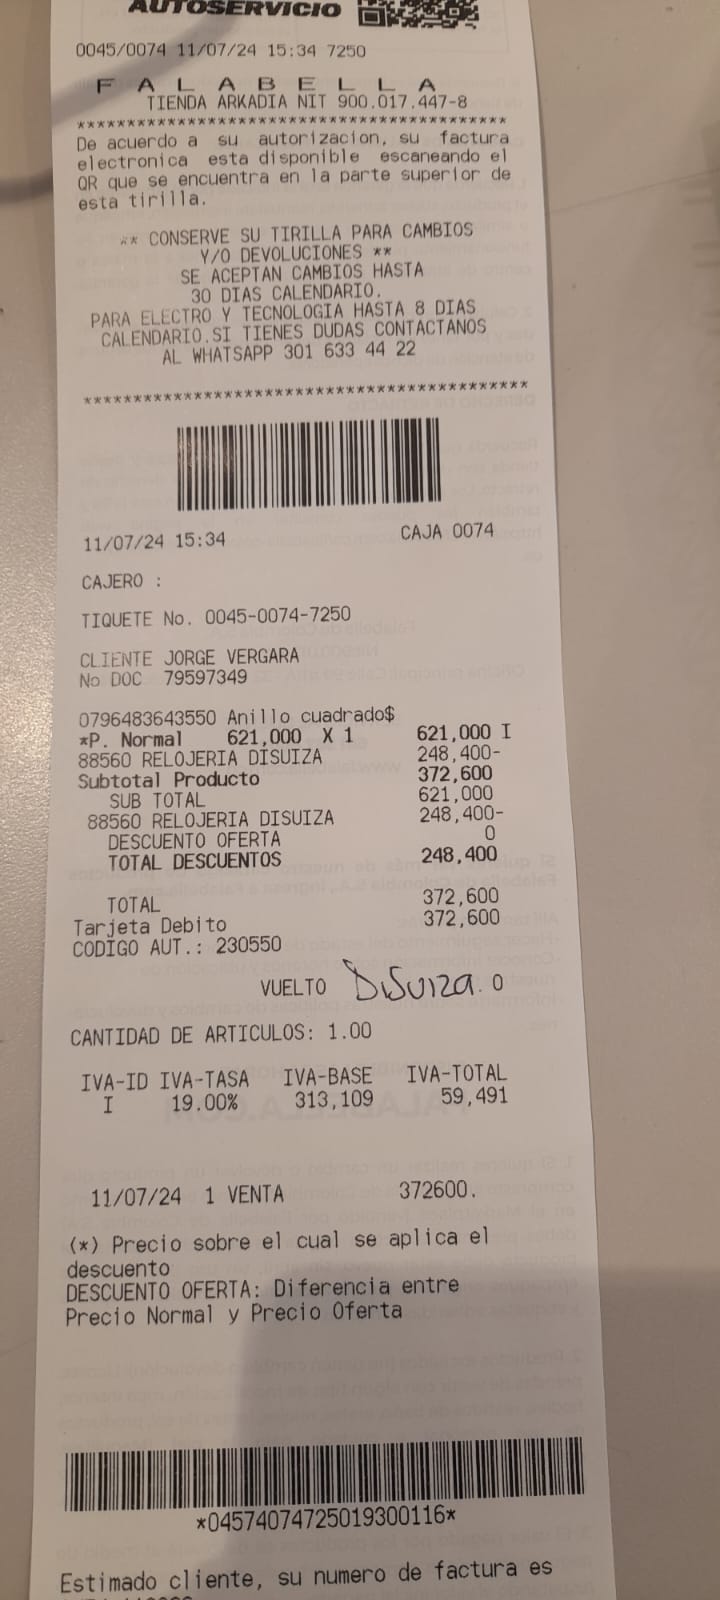 AUTOSERVICIO
0045/0074 11/07/24 15:34 7250
F A L A B E L L A
TIENDA ARKADIA NIT 900.017.447-8
*******************************************
De acuerdo a su autorizacion, su factura
electronica esta disponible escaneando el
QR que se encuentra en la parte superior de
esta tirilla.
** CONSERVE SU TIRILLA PARA CAMBIOS
Y/O DEVOLUCIONES **
SE ACEPTAN CAMBIOS HASTA
30 DIAS CALENDARIO.
PARA ELECTRO Y TECNOLOGIA HASTA 8 DIAS
CALENDARIO.SI TIENES DUDAS CONTACTANOS
AL WHATSAPP 301 633 44 22
*******************************************
11/07/24 15:34 CAJA 0074
CAJERO :
TIQUETE No. 0045-0074-7250
CLIENTE JORGE VERGARA
No DOC 79597349
0796483643550 Anillo cuadrado$
*P. Normal 621,000 X 1 621,000 I
88560 RELOJERIA DISUIZA 248,400-
Subtotal Producto 372,600
SUB TOTAL 621,000
88560 RELOJERIA DISUIZA 248,400-
DESCUENTO OFERTA 0
TOTAL DESCUENTOS 248,400
TOTAL 372,600
Tarjeta Debito 372,600
CODIGO AUT.: 230550
VUELTO DiSuiza. 0
CANTIDAD DE ARTICULOS: 1.00
IVA-ID IVA-TASA IVA-BASE IVA-TOTAL
I 19.00% 313,109 59,491
11/07/24 1 VENTA 372600.
(*) Precio sobre el cual se aplica el
descuento
DESCUENTO OFERTA: Diferencia entre
Precio Normal y Precio Oferta
*04574074725019300116*
Estimado cliente, su numero de factura es